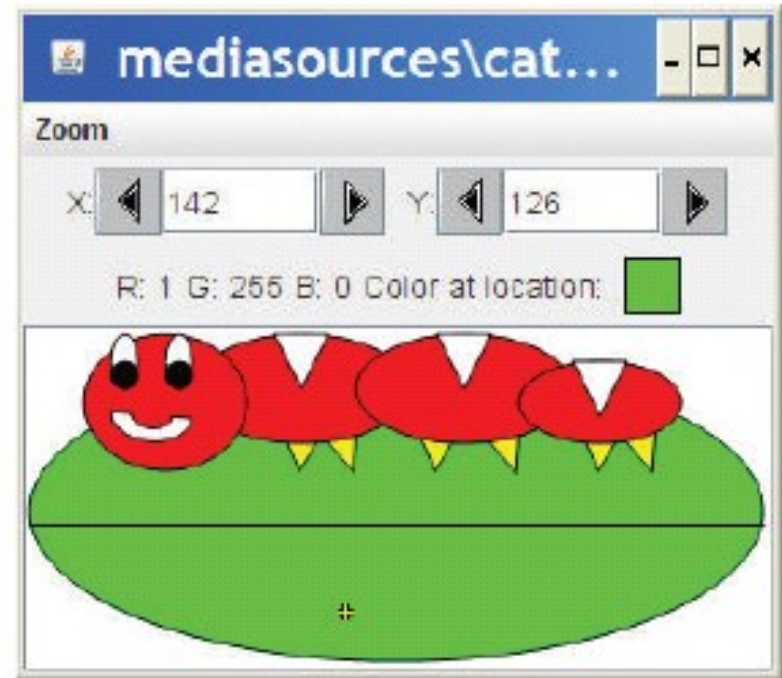 mediasources\cat...
Zoom
X: 142 Y: 126
R: 1 G: 255 B: 0 Color at location: